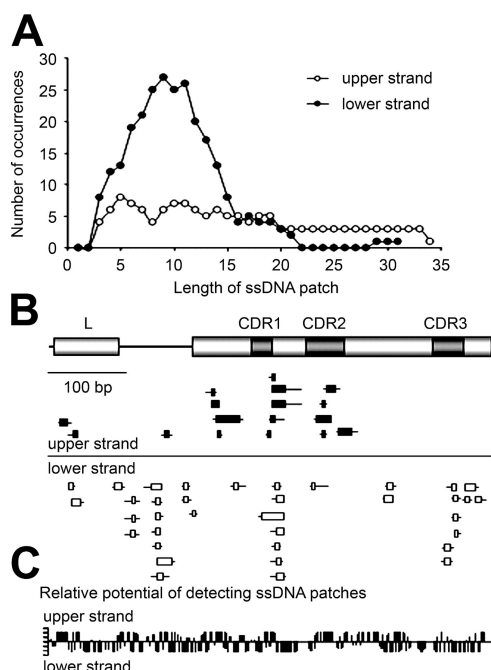 A
30
25
20
15
10
5
0
Number of occurrences
upper strand
lower strand
0 5 10 15 20 25 30 35
Length of ssDNA patch
B
L CDR1 CDR2 CDR3
100 bp
upper strand
lower strand
C
Relative potential of detecting ssDNA patches
upper strand
lower strand